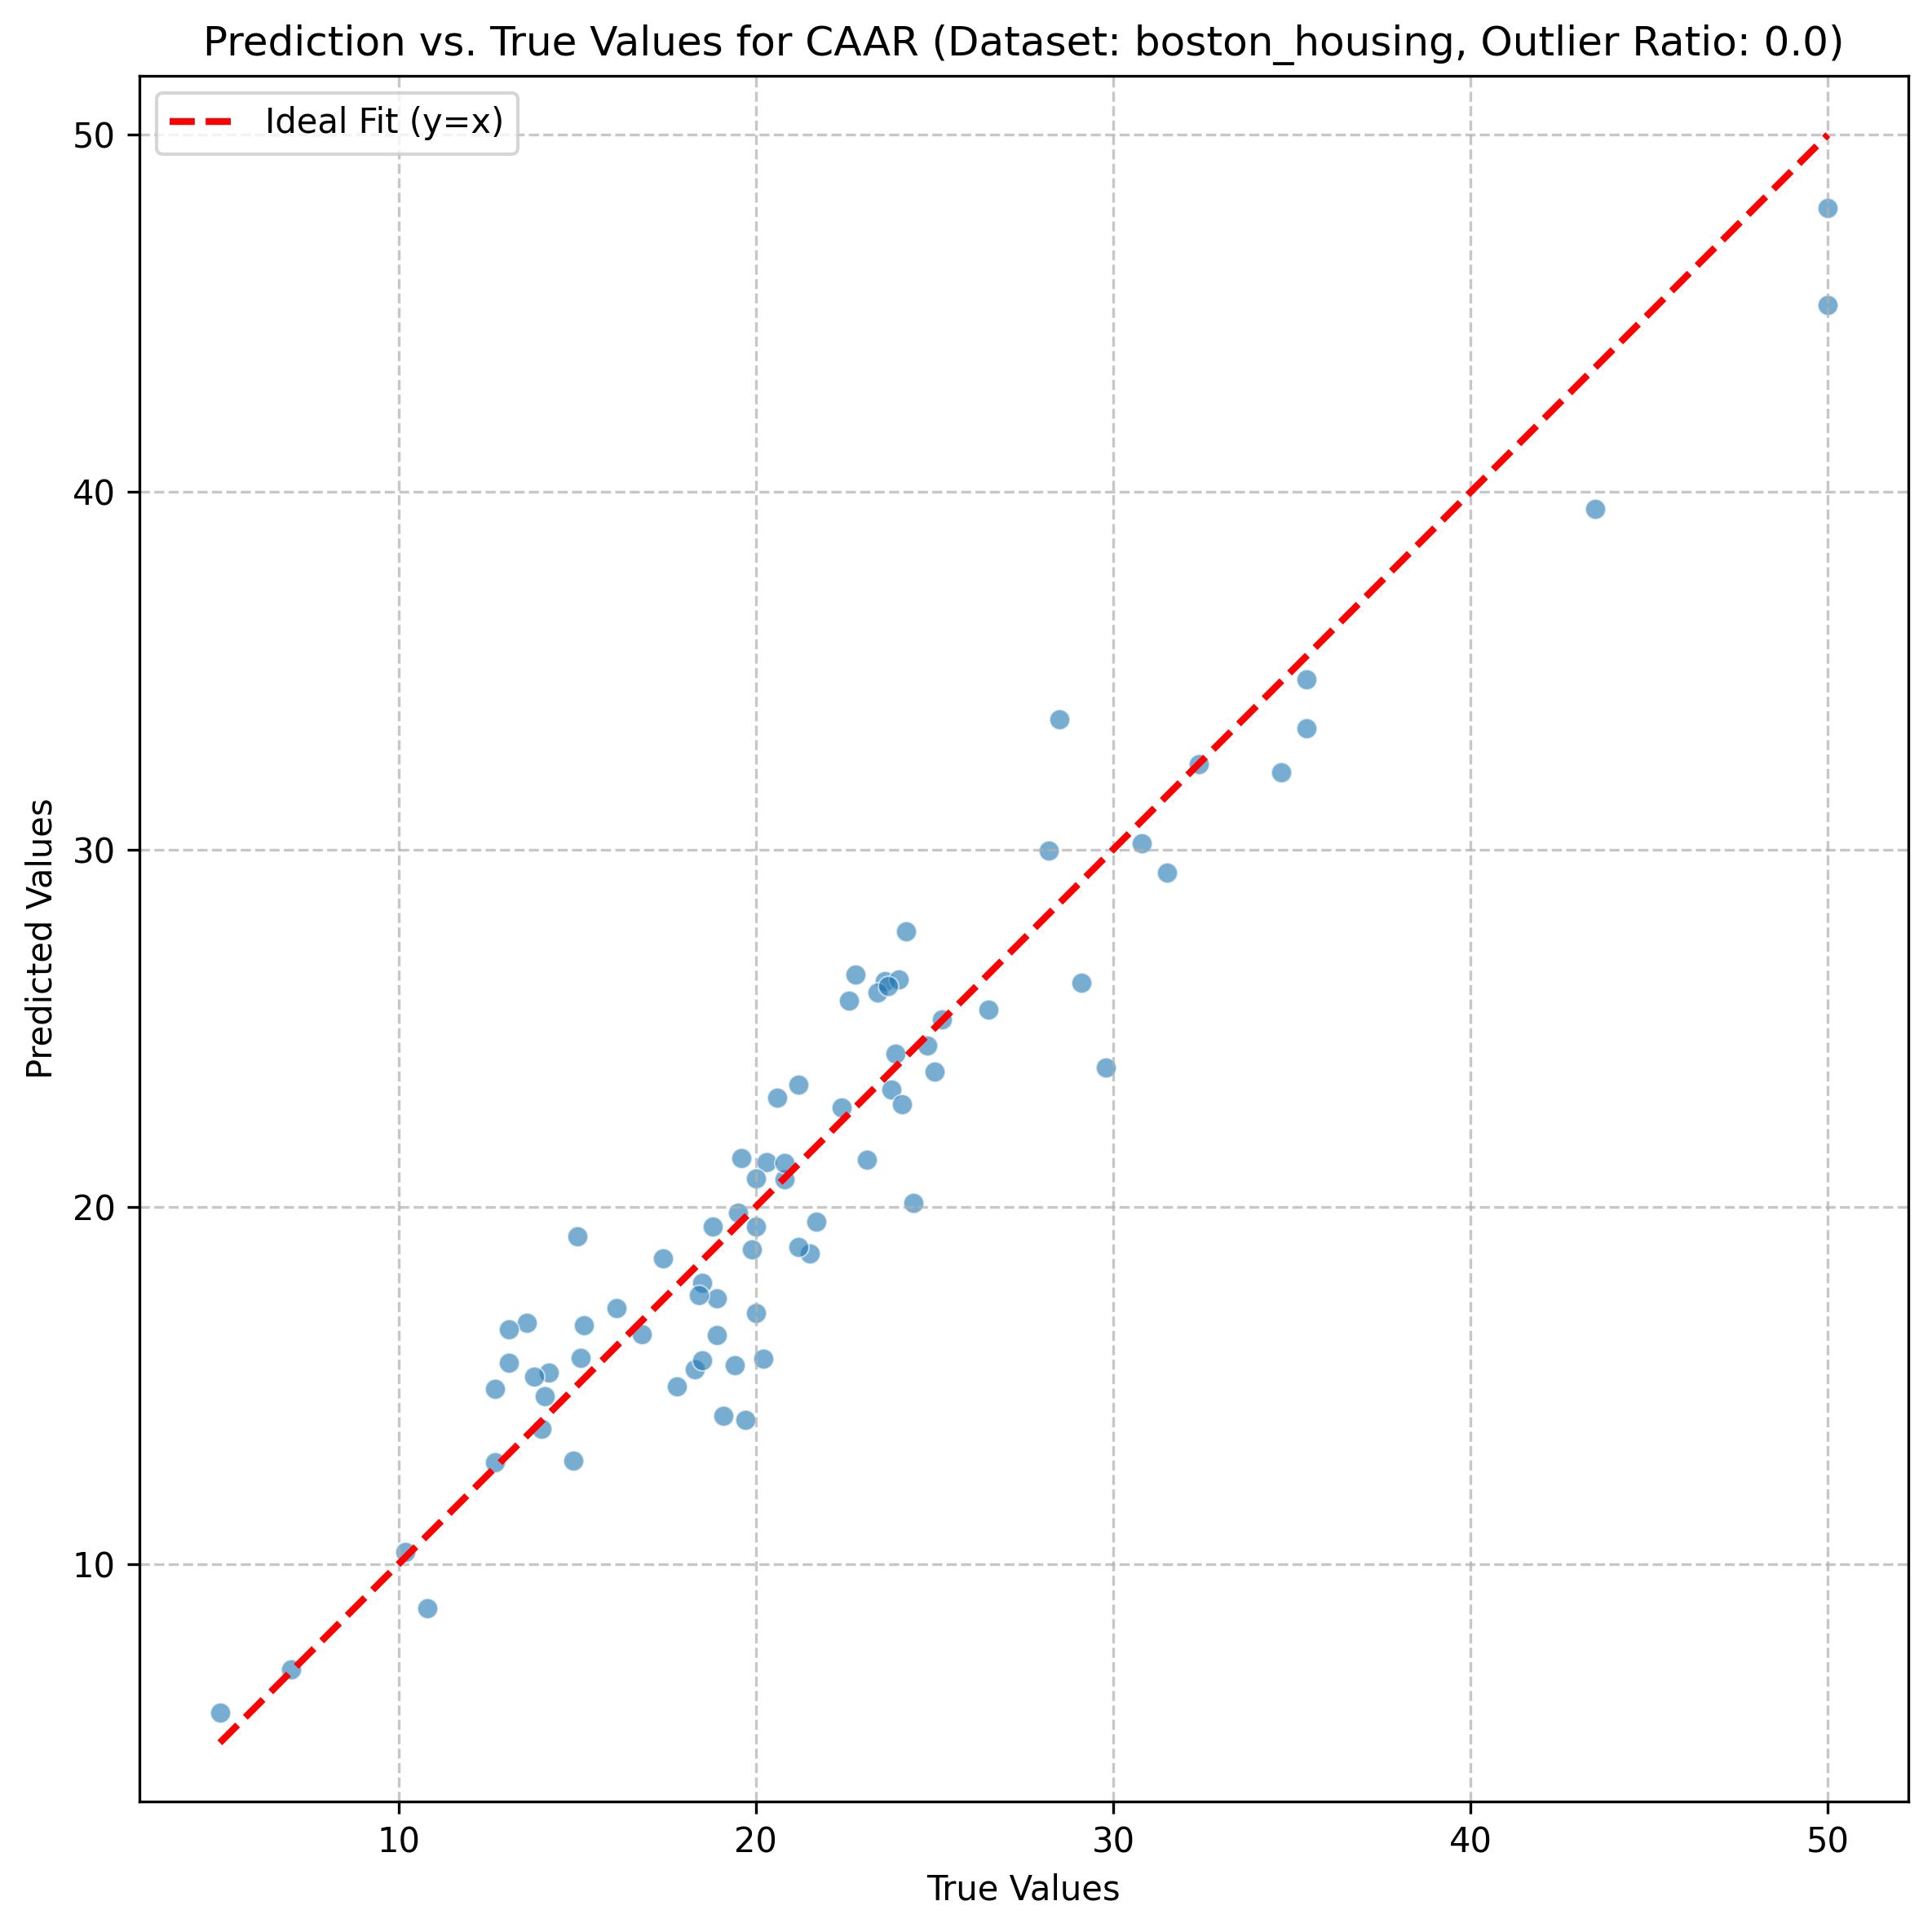 Prediction vs. True Values for CAAR (Dataset: boston_housing, Outlier Ratio: 0.0)
Ideal Fit (y=x)
50
40
30
20
10
Predicted Values
10 20 30 40 50
True Values